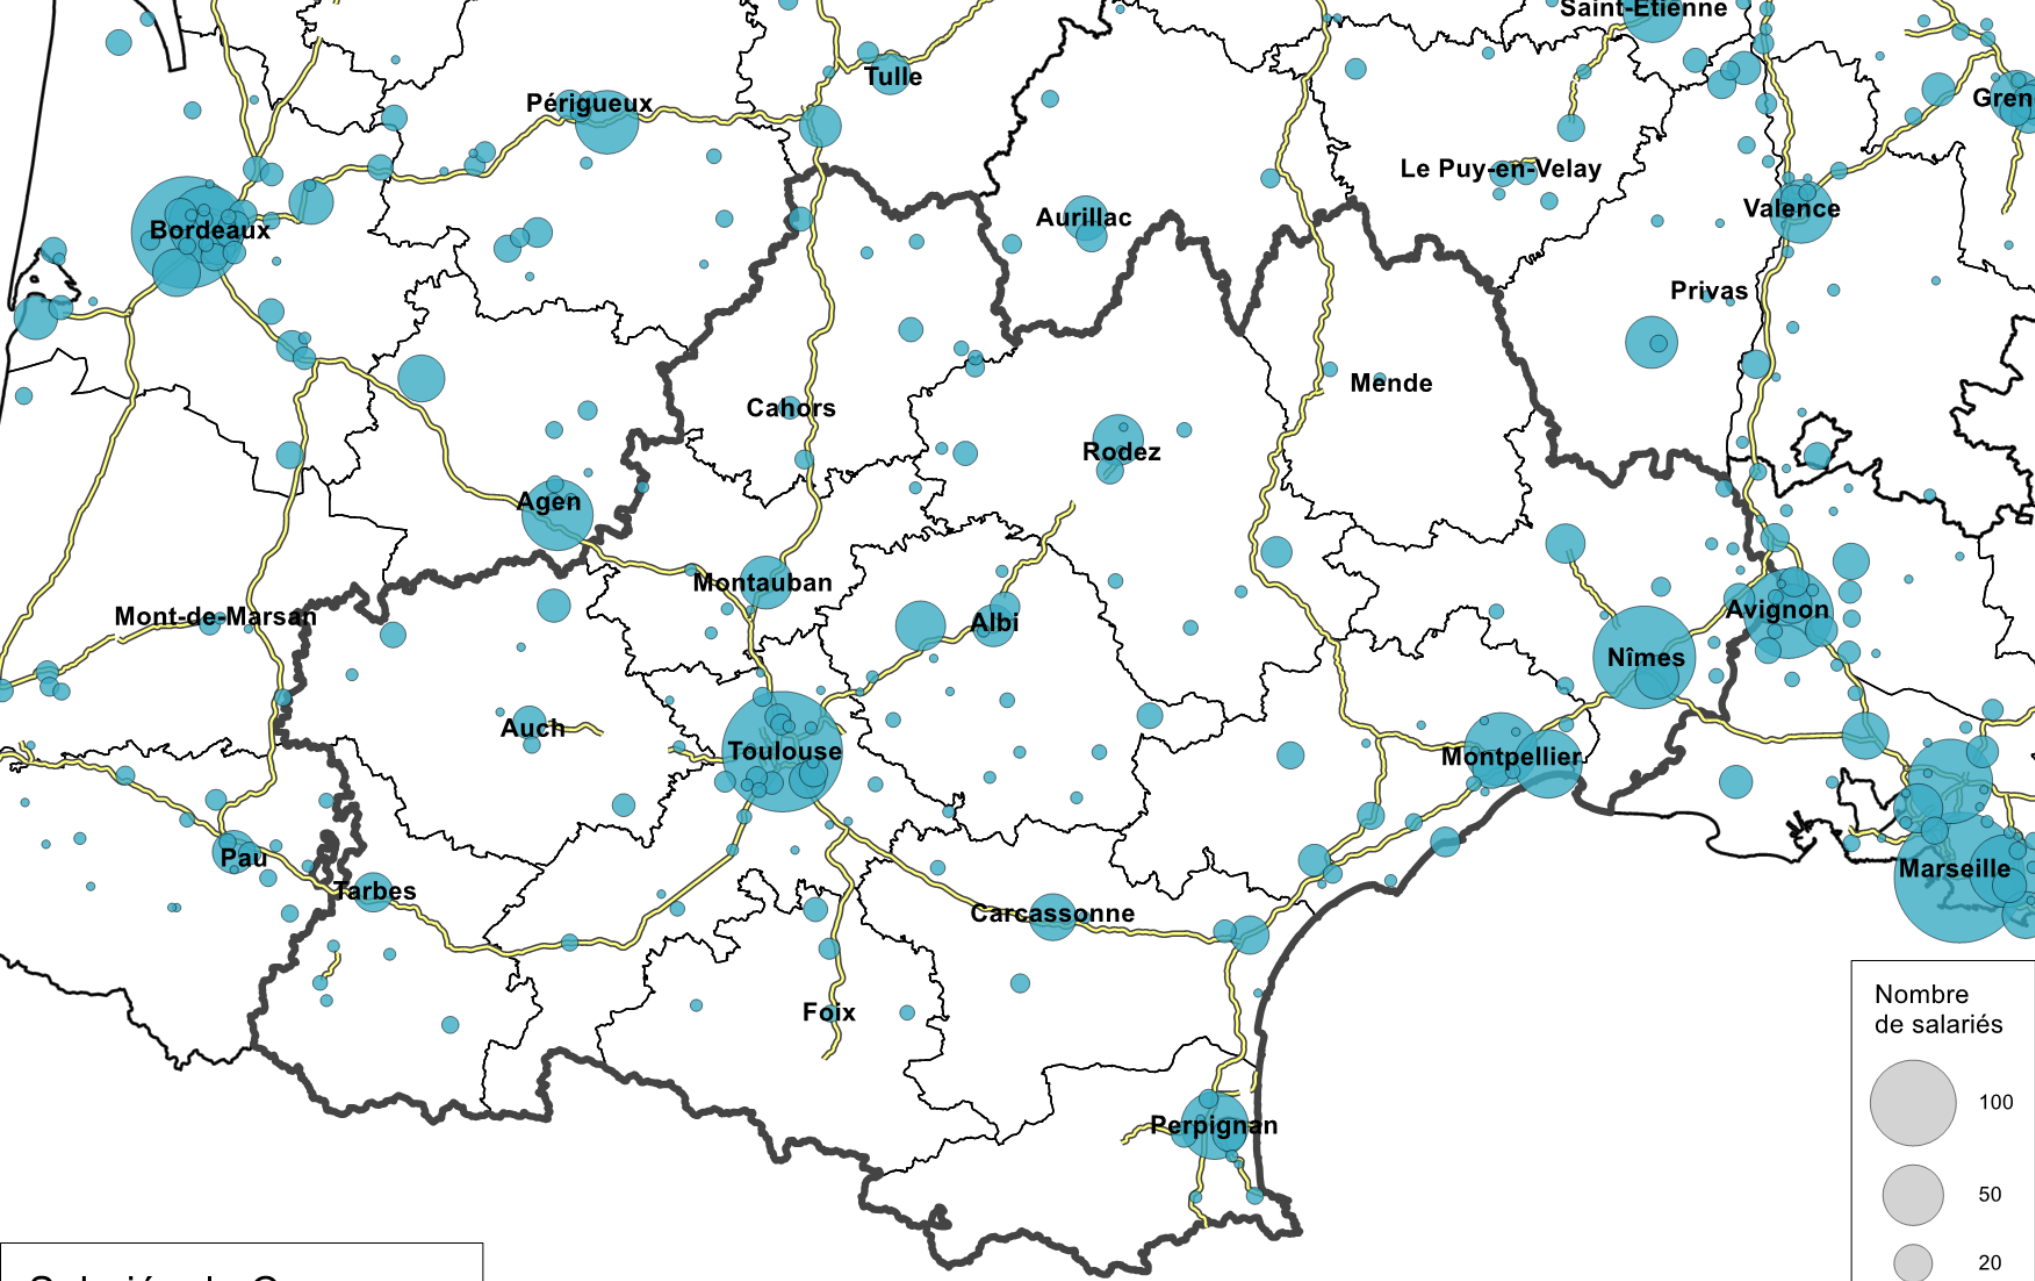 Saint-Etienne
Tulle
Périgueux
Gren
Le Puy-en-Velay
Valence
Aurillac
Bordeaux
Privas
Mende
Cahors
Rodez
Agen
Montauban
Avignon
Mont-de-Marsan
Albi
Nîmes
Auch
Toulouse
Montpellier
Pau
Marseille
Tarbes
Carcassonne
Foix
Perpignan
Nombre
de salariés
100
50
20